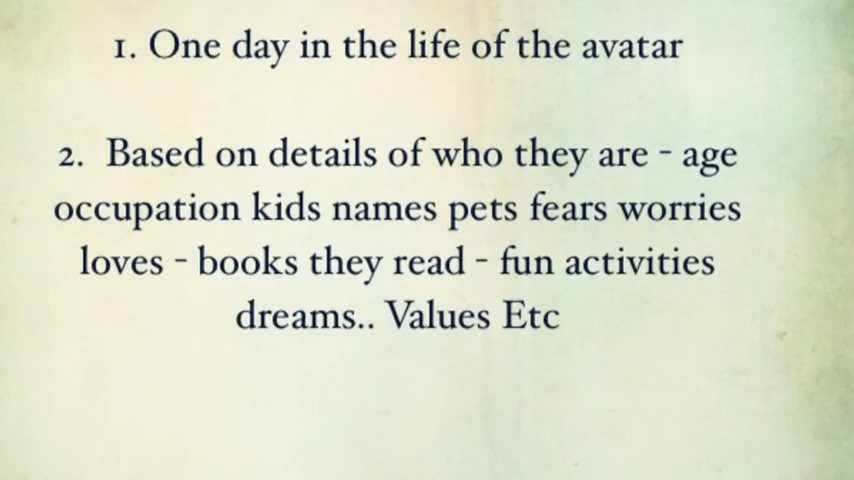 1. One day in the life of the avatar
2. Based on details of who they are - age
occupation kids names pets fears worries
loves - books they read - fun activities
dreams.. Values Etc